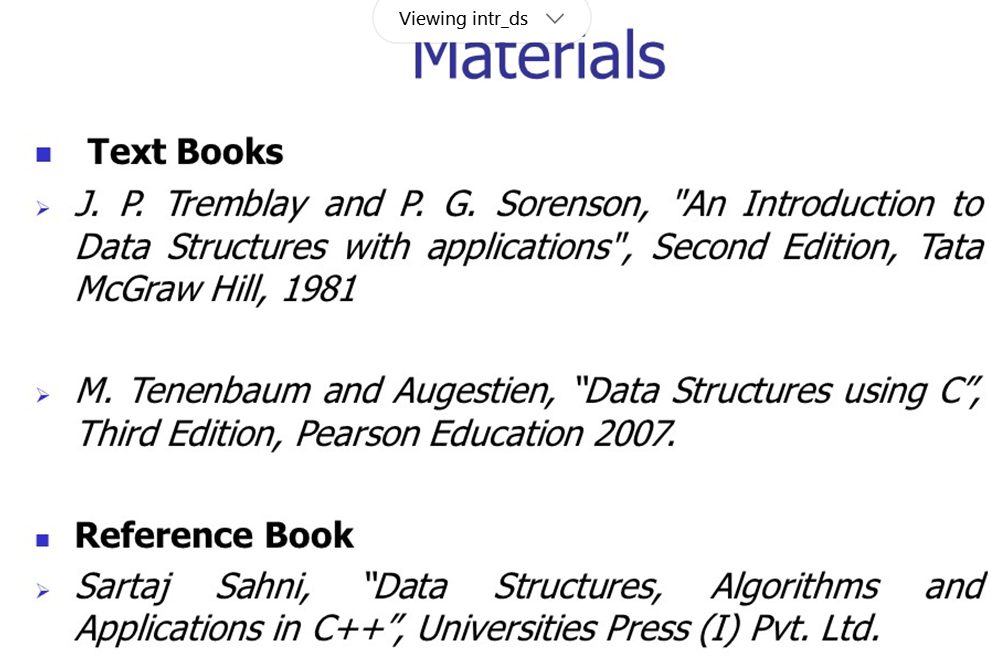 Viewing intr_ds
Materials
Text Books
J. P. Tremblay and P. G. Sorenson, "An Introduction to
Data Structures with applications", Second Edition, Tata
McGraw Hill, 1981
M. Tenenbaum and Augestien, “Data Structures using C”,
Third Edition, Pearson Education 2007.
Reference Book
Sartaj Sahni, “Data Structures, Algorithms and
Applications in C++”, Universities Press (I) Pvt. Ltd.